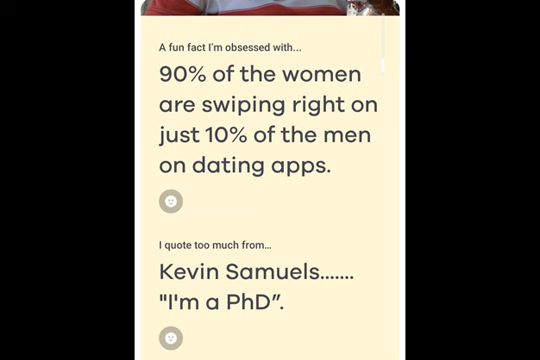 A fun fact I'm obsessed with...
90% of the women
are swiping right on
just 10% of the men
on dating apps.
I quote too much from...
Kevin Samuels.......
"I'm a PhD”.